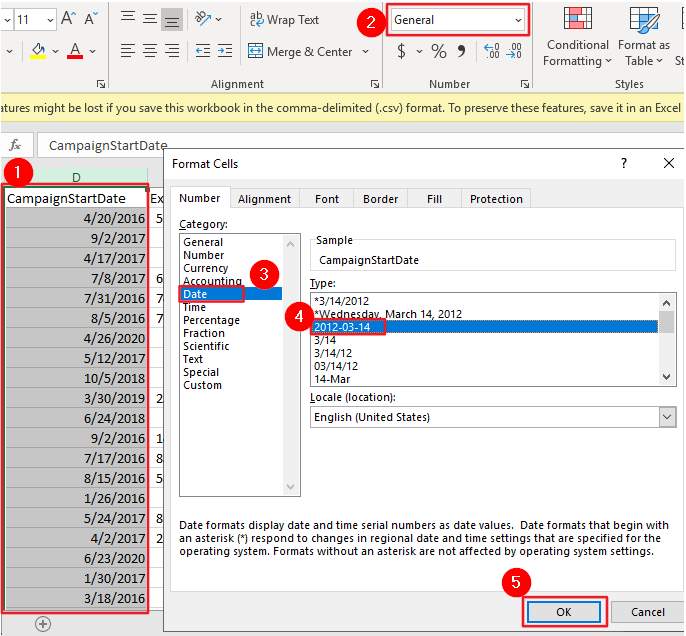 11
A^
A˅
Wrap Text
2
General
Merge & Center
$
%
,
Conditional
Formatting
Format as
Table
Alignment
Number
Styles
atures might be lost if you save this workbook in the comma-delimited (.csv) format. To preserve these features, save it in an Excel
fx
CampaignStartDate
1
D
CampaignStartDate
Ex
4/20/2016
5
9/2/2017
4/17/2017
7/8/2017
6
7/31/2016
7
8/5/2016
7
4/26/2020
5/12/2017
10/5/2018
3/30/2019
2
6/24/2018
9/2/2016
1
7/17/2016
8
8/15/2016
5
1/26/2016
5/24/2017
8
4/2/2017
2
6/23/2020
1/30/2017
3/18/2016
Format Cells
?
Number
Alignment
Font
Border
Fill
Protection
Category:
General
Number
Currency
Accounting
3
Date
Time
Percentage
Fraction
Scientific
Text
Special
Custom
Sample
CampaignStartDate
Type:
*3/14/2012
*Wednesday, March 14, 2012
4
2012-03-14
3/14
3/14/12
03/14/12
14-Mar
Locale (location):
English (United States)
Date formats display date and time serial numbers as date values.  Date formats that begin with
an asterisk (*) respond to changes in regional date and time settings that are specified for the
operating system. Formats without an asterisk are not affected by operating system settings.
5
OK
Cancel